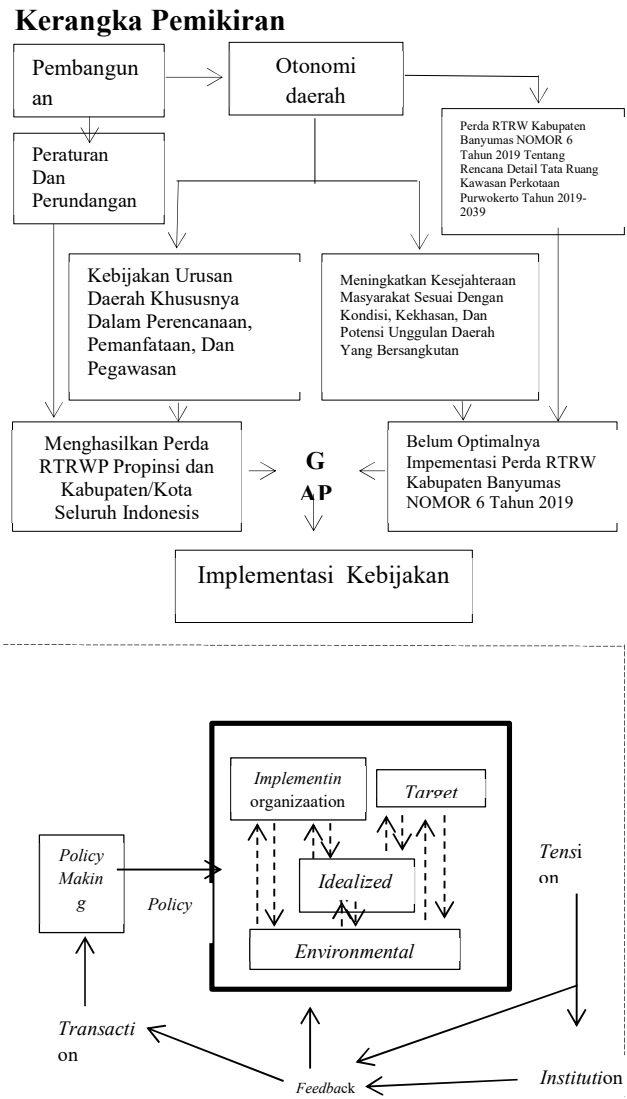 Kerangka Pemikiran
Pembangun
an
Otonomi
daerah
Peraturan
Dan
Perundangan
Perda RTRW Kabupaten
Banyumas NOMOR 6
Tahun 2019 Tentang
Rencana Detail Tata Ruang
Kawasan Perkotaan
Purwokerto Tahun 2019-
2039
Kebijakan Urusan
Daerah Khususnya
Dalam Perencanaan,
Pemanfataan, Dan
Pegawasan
Meningkatkan Kesejahteraan
Masyarakat Sesuai Dengan
Kondisi, Kekhasan, Dan
Potensi Unggulan Daerah
Yang Bersangkutan
Menghasilkan Perda
RTRWP Propinsi dan
Kabupaten/Kota
Seluruh Indonesis
G
AP
Belum Optimalnya
Impementasi Perda RTRW
Kabupaten Banyumas
NOMOR 6 Tahun 2019
Implementasi Kebijakan
Implementin
organizaation
Target
Policy
Makin
g
Policy
Idealized
Tensi
on
Environmental
Transacti
on
Feedback
Institution